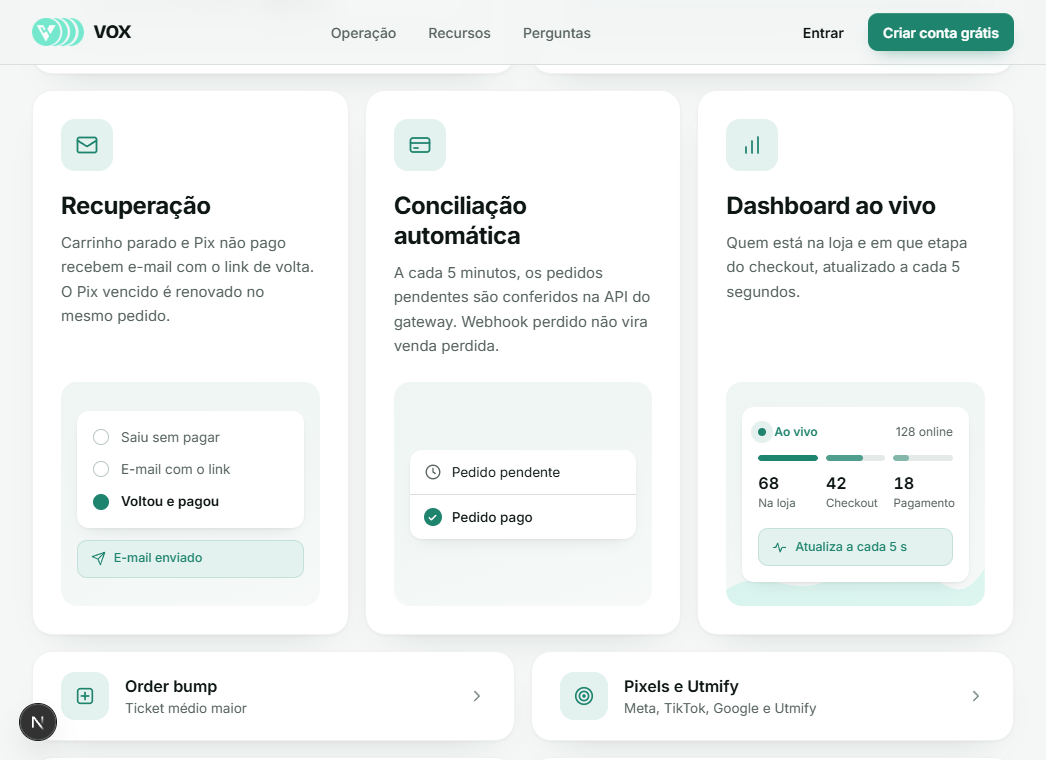 VOX
Operação
Recursos
Perguntas
Entrar
Criar conta grátis
Recuperação
Carrinho parado e Pix não pago
recebem e-mail com o link de volta.
O Pix vencido é renovado no
mesmo pedido.
Saiu sem pagar
E-mail com o link
Voltou e pagou
E-mail enviado
Conciliação
automática
A cada 5 minutos, os pedidos
pendentes são conferidos na API do
gateway. Webhook perdido não vira
venda perdida.
Pedido pendente
Pedido pago
Dashboard ao vivo
Quem está na loja e em que etapa
do checkout, atualizado a cada 5
segundos.
Ao vivo
128 online
68
Na loja
42
Checkout
18
Pagamento
Atualiza a cada 5 s
Order bump
Ticket médio maior
Pixels e Utmify
Meta, TikTok, Google e Utmify
N